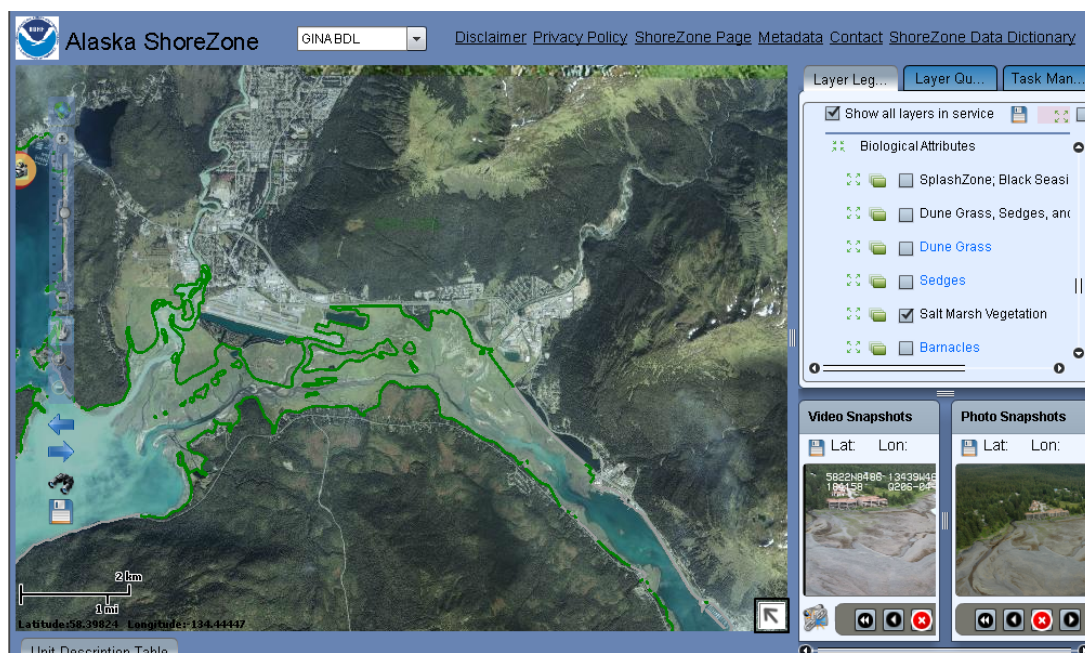 Alaska ShoreZone
GINABDL
Disclaimer Privacy Policy ShoreZone Page Metadata Contact ShoreZone Data Dictionary
Layer Leg...
Layer Qu...
Task Man...
Show all layers in service
Biological Attributes
SplashZone; Black Seasi
Dune Grass, Sedges, and
Dune Grass
Sedges
Salt Marsh Vegetation
Barnacles
2 km
1 mi
Latitude:58.39824 Longitude:-134.44447
Video Snapshots
Lat: Lon:
Photo Snapshots
Lat: Lon:
Unit Description Table